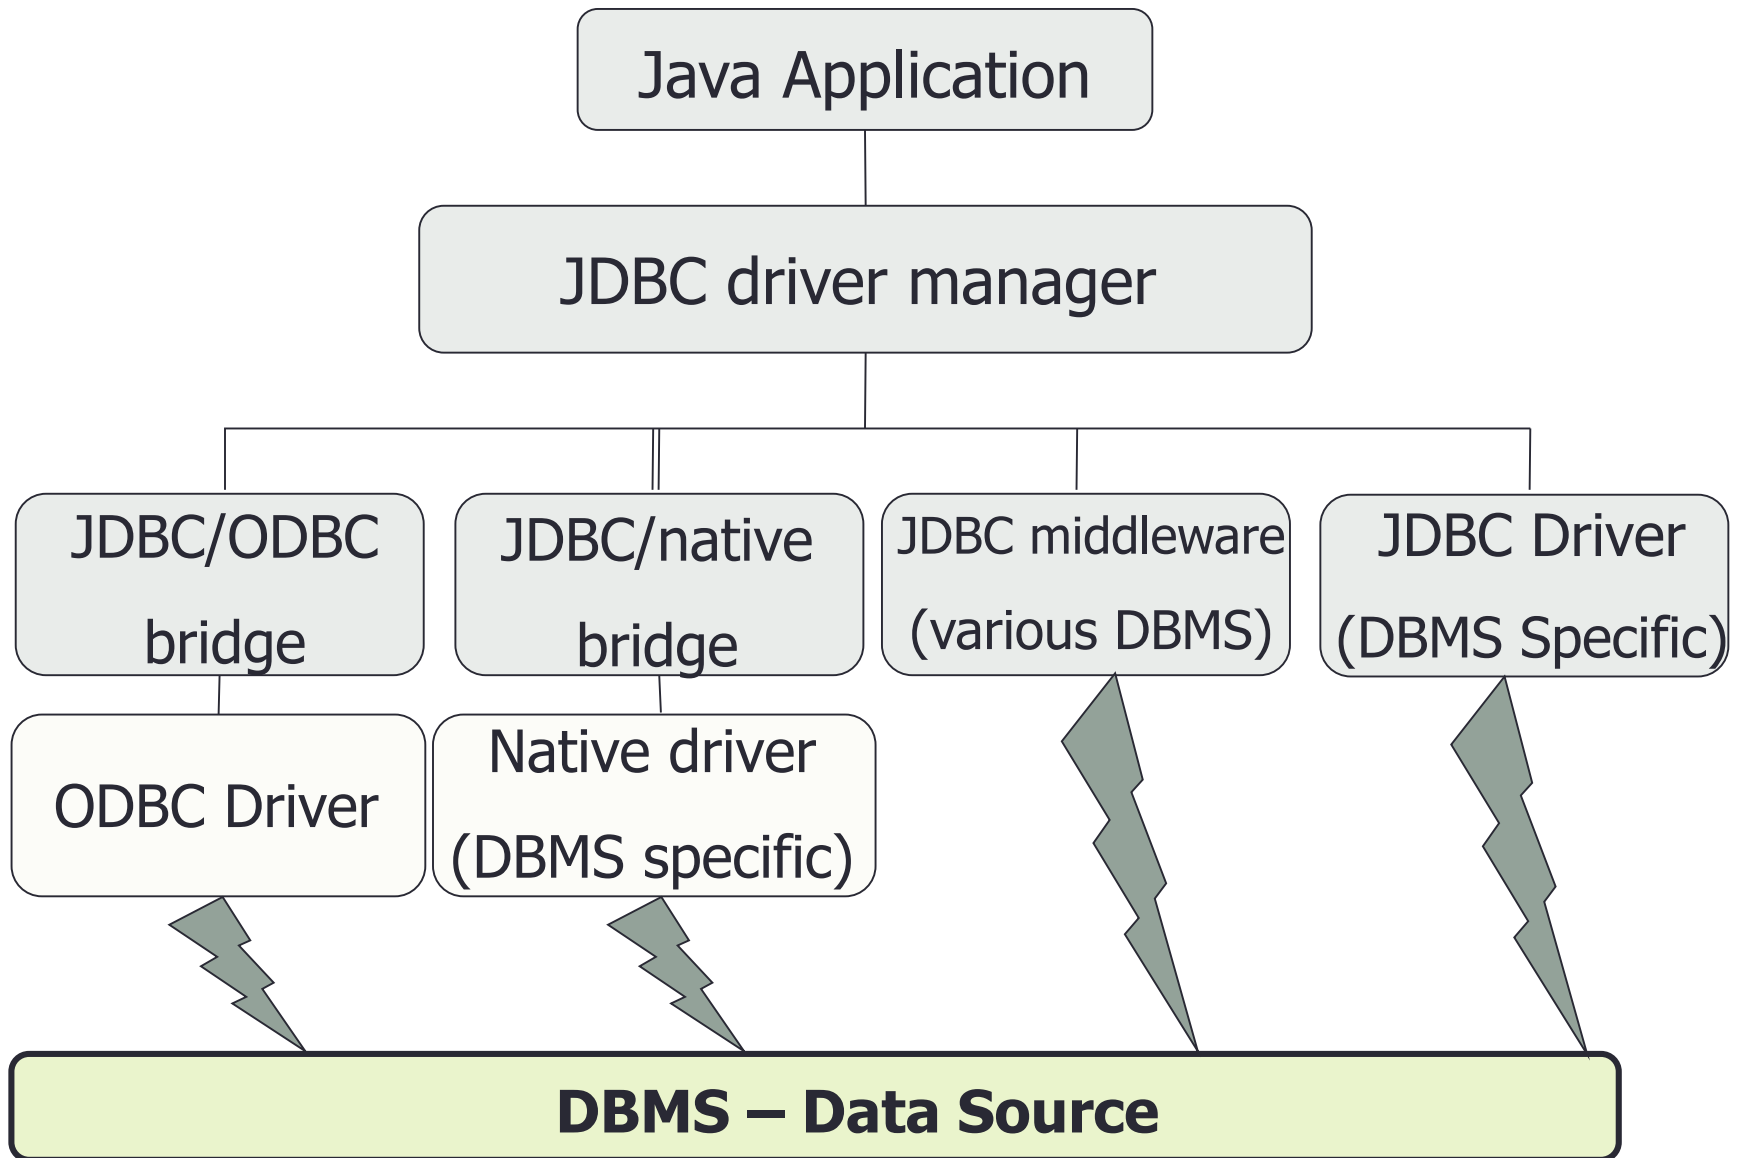 Java Application
JDBC driver manager
JDBC/ODBC
bridge
JDBC/native
bridge
JDBC middleware
(various DBMS)
JDBC Driver
(DBMS Specific)
ODBC Driver
Native driver
(DBMS specific)
DBMS – Data Source